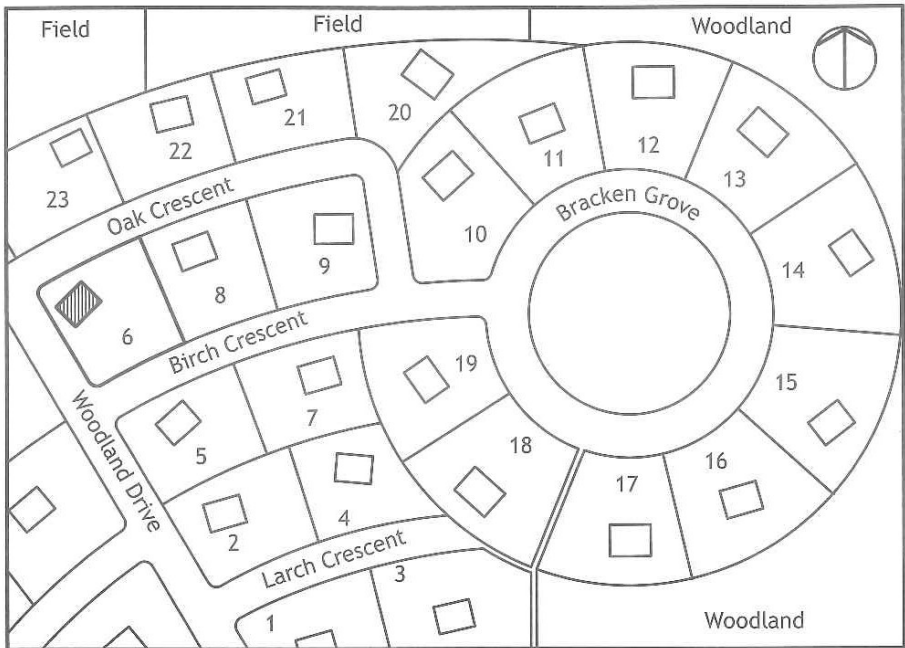 Field
Field
Woodland
20
21
22
12
11
13
23
Oak Crescent
Bracken Grove
10
9
14
8
6
Birch Crescent
19
15
7
Woodland Drive
5
18
16
17
4
2
Larch Crescent
3
1
Woodland